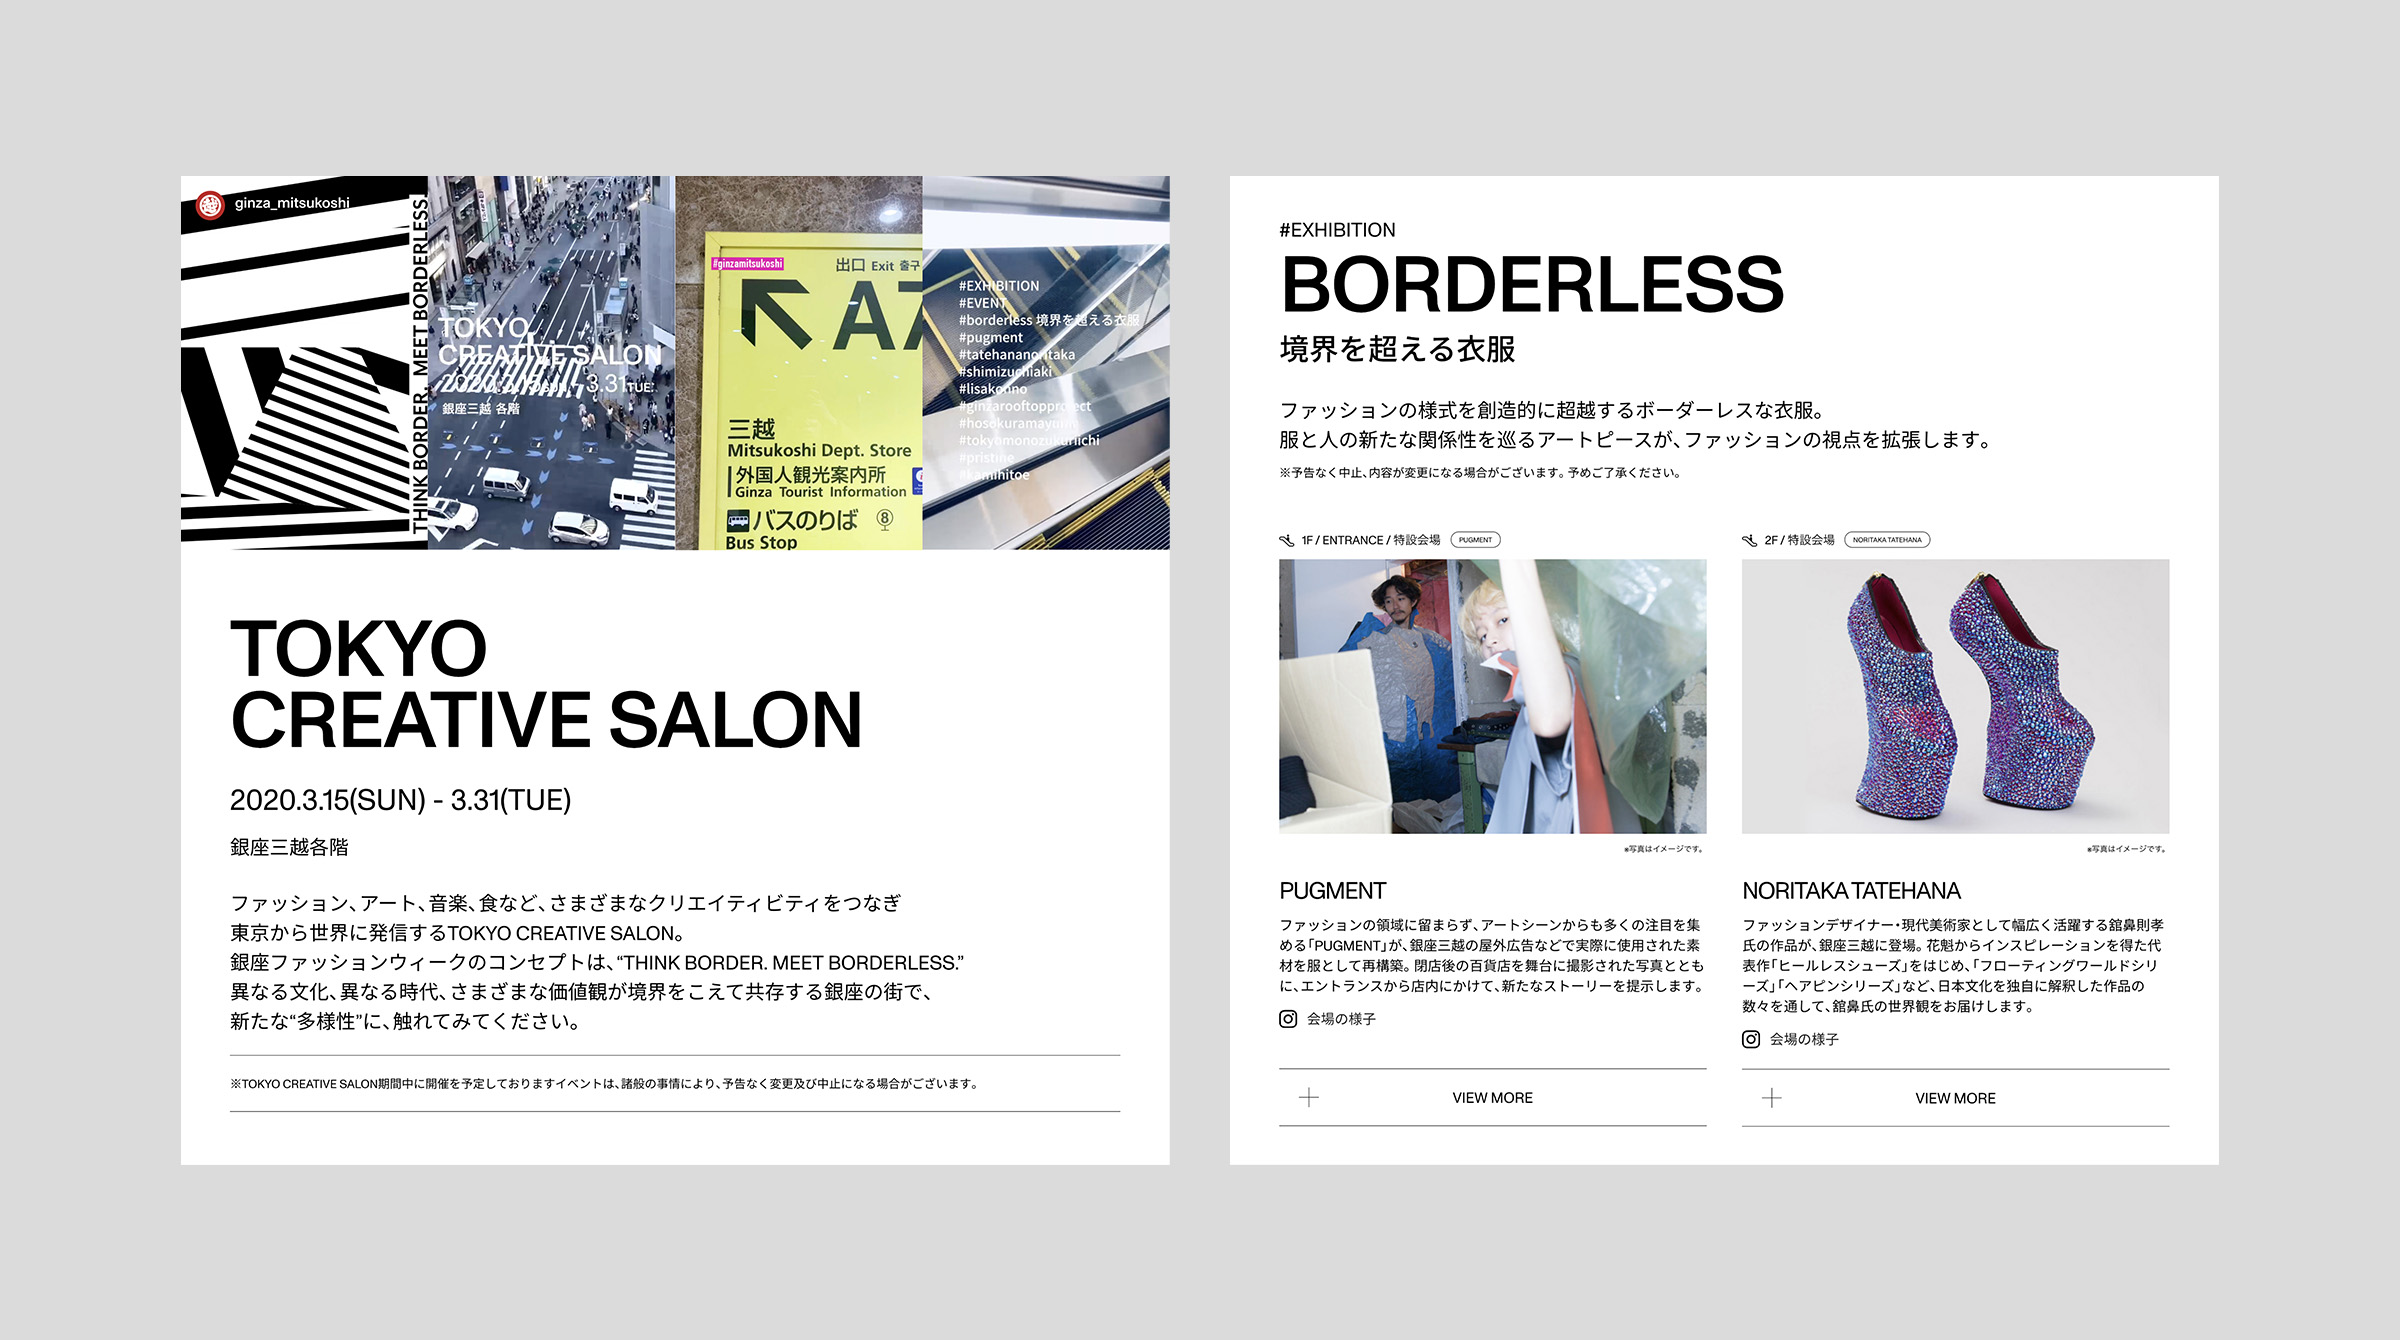 ginza_mitsukoshi
THINK BORDER. MEET BORDERLESS.
TOKYO
CREATIVE SALON
2020.3.15SUN. - 3.31TUE.
銀座三越 各階
#ginzamitsukoshi
出口 Exit 출구
A7
三越
Mitsukoshi Dept. Store
外国人観光案内所
Ginza Tourist Information
バスのりば 8
Bus Stop
#EXHIBITION
#EVENT
#borderless 境界を超える衣服
#pugment
#tatehananoritaka
#shimizuchiaki
#lisakonno
#ginzarooftopproject
#tokyomonozukuriichi
#pristine
#kamihitoe
TOKYO
CREATIVE SALON
2020.3.15(SUN) - 3.31(TUE)
銀座三越各階
ファッション、アート、音楽、食など、さまざまなクリエイティビティをつなぎ
東京から世界に発信するTOKYO CREATIVE SALON。
銀座ファッションウィークのコンセプトは、“THINK BORDER. MEET BORDERLESS.”
異なる文化、異なる時代、さまざまな価値観が境界をこえて共存する銀座の街で、
新たな“多様性”に、触れてみてください。
※TOKYO CREATIVE SALON期間中に開催を予定しておりますイベントは、諸般の事情により、予告なく変更及び中止になる場合がございます。
#EXHIBITION
BORDERLESS
境界を超える衣服
ファッションの様式を創造的に超越するボーダーレスな衣服。
服と人の新たな関係性を巡るアートピースが、ファッションの視点を拡張します。
※予告なく中止、内容が変更になる場合がございます。予めご了承ください。
1F / ENTRANCE / 特設会場 PUGMENT
※写真はイメージです。
PUGMENT
ファッションの領域に留まらず、アートシーンからも多くの注目を集
める「PUGMENT」が、銀座三越の屋外広告などで実際に使用された素
材を服として再構築。閉店後の百貨店を舞台に撮影された写真ととも
に、エントランスから店内にかけて、新たなストーリーを提示します。
会場の様子
VIEW MORE
2F / 特設会場 NORITAKA TATEHANA
※写真はイメージです。
NORITAKA TATEHANA
ファッションデザイナー・現代美術家として幅広く活躍する舘鼻則孝
氏の作品が、銀座三越に登場。花魁からインスピレーションを得た代
表作「ヒールレスシューズ」をはじめ、「フローティングワールドシリ
ーズ」「ヘアピンシリーズ」など、日本文化を独自に解釈した作品の
数々を通して、舘鼻氏の世界観をお届けします。
会場の様子
VIEW MORE